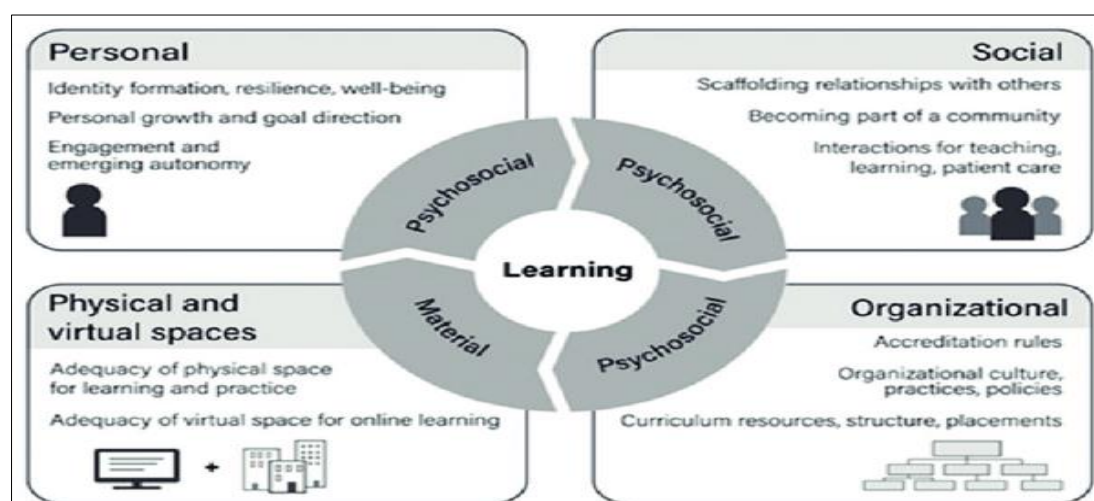 Personal
Identity formation, resilience, well-being
Personal growth and goal direction
Engagement and
emerging autonomy
Social
Scaffolding relationships with others
Becoming part of a community
Interactions for teaching,
learning, patient care
Psychosocial
Psychosocial
Learning
Material
Psychosocial
Physical and
virtual spaces
Adequacy of physical space
for learning and practice
Adequacy of virtual space for online learning
+
Organizational
Accreditation rules
Organizational culture,
practices, policies
Curriculum resources, structure, placements